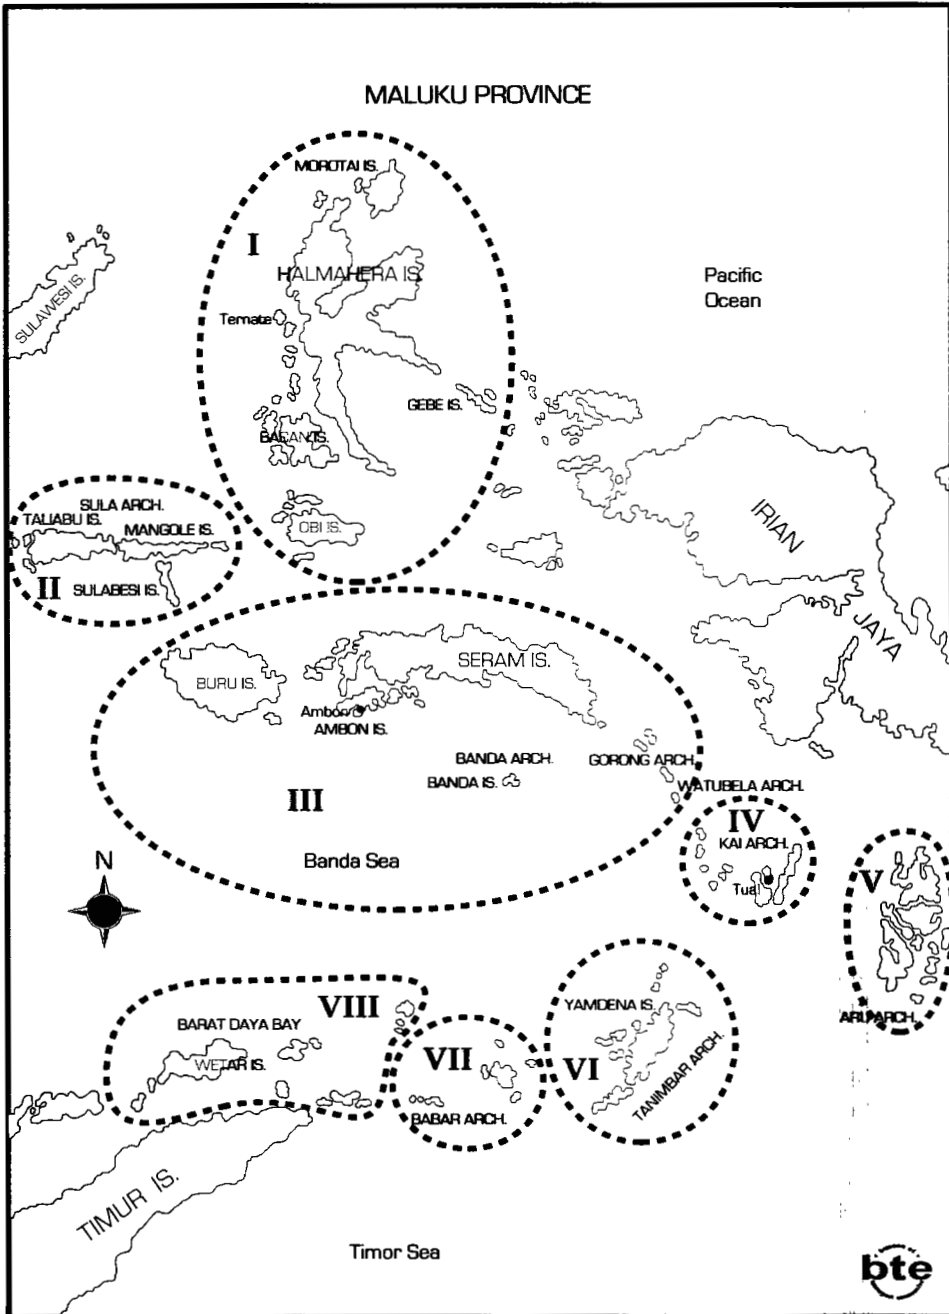 MALUKU PROVINCE
MOROTAI IS.
I
HALMAHERA IS.
Pacific
Ocean
SULAWESI IS.
Ternate
GEBE IS.
BACAN IS.
SULA ARCH.
TALIABU IS.
MANGOLE IS.
OBI IS.
IRIAN
JAYA
II
SULABESI IS.
SERAM IS.
BURU IS.
Ambon
AMBON IS.
BANDA ARCH.
GORONG ARCH.
BANDA IS.
WATUBELA ARCH.
III
IV
KAI ARCH.
N
Banda Sea
Tual
V
VIII
YAMDENA IS.
ARU ARCH.
BARAT DAYA BAY
WETAR IS.
VII
VI
TANIMBAR ARCH.
BABAR ARCH.
TIMUR IS.
Timor Sea
bte